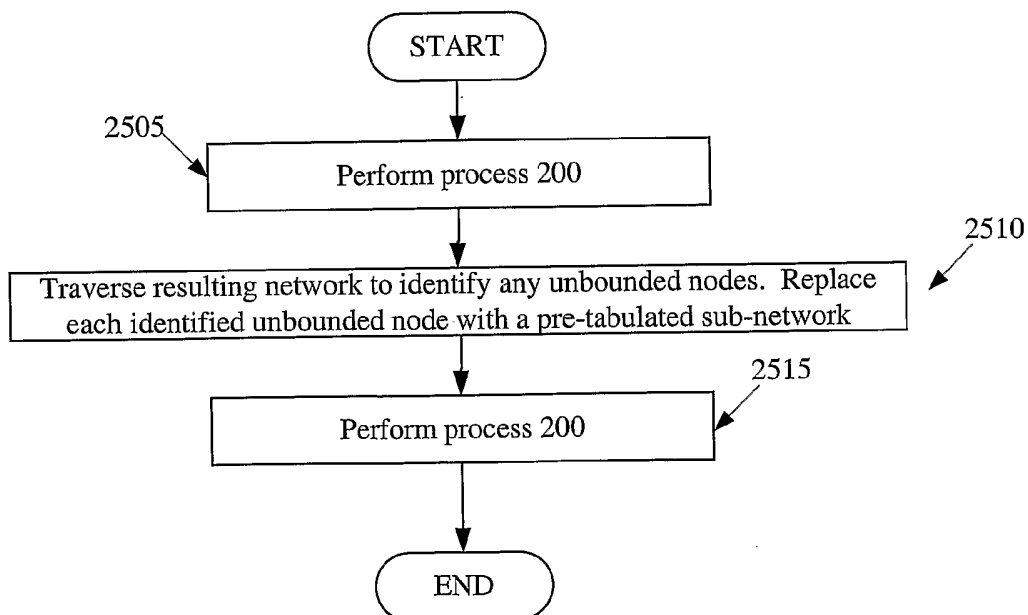 START
2505
Perform process 200
2510
Traverse resulting network to identify any unbounded nodes. Replace
each identified unbounded node with a pre-tabulated sub-network
2515
Perform process 200
END